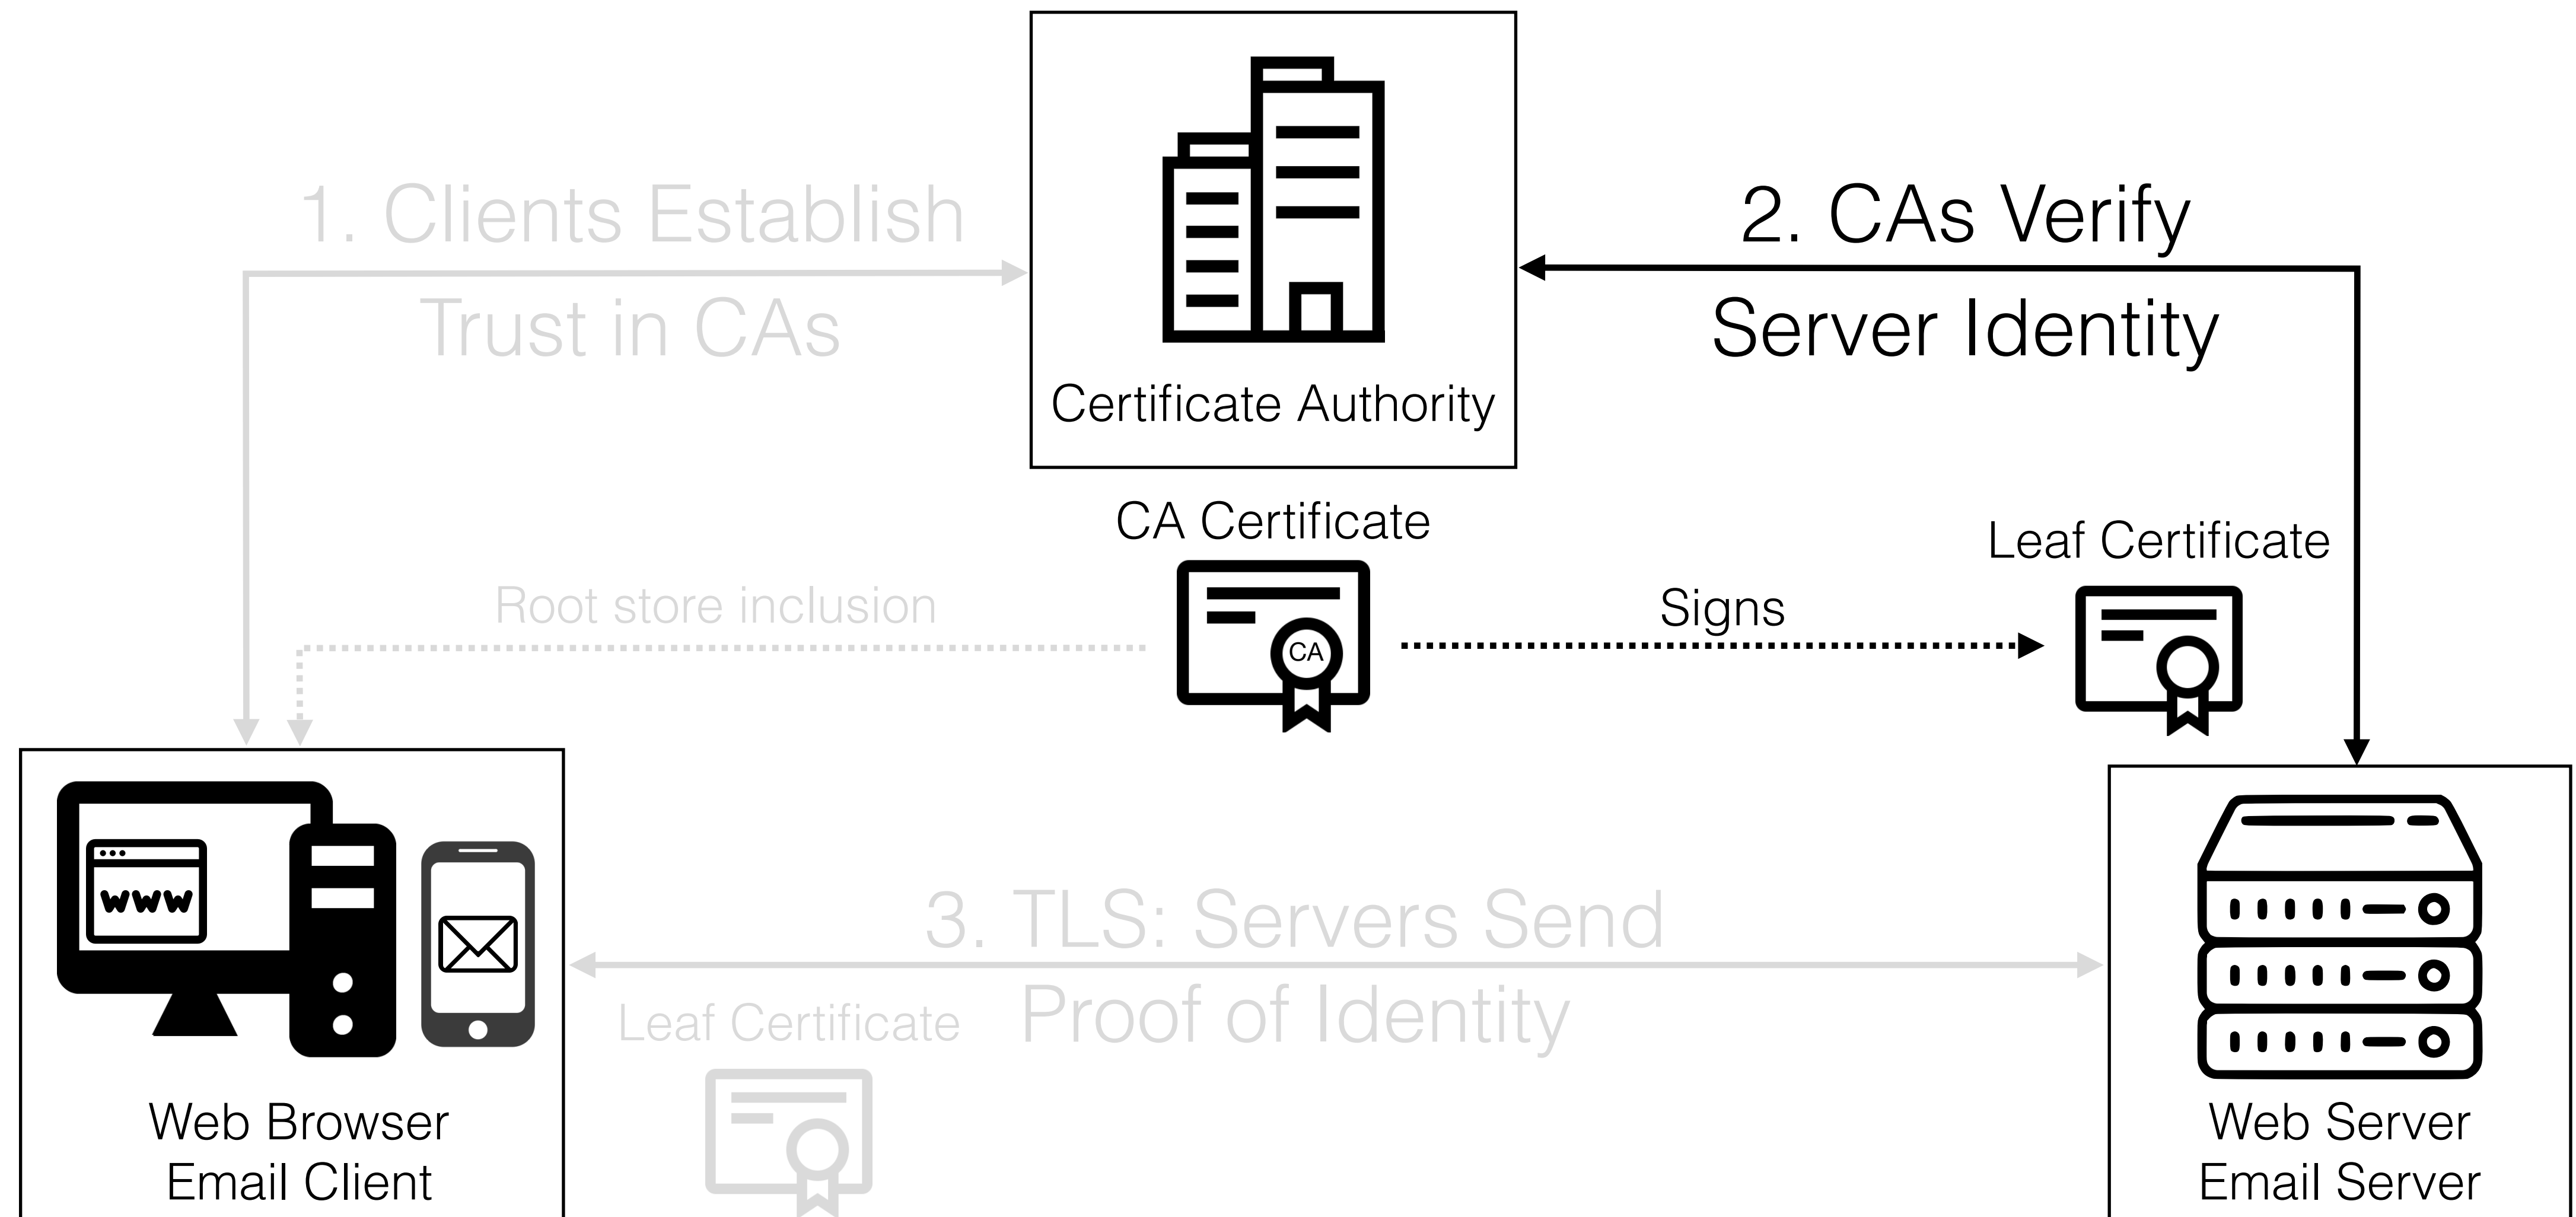 1. Clients Establish
Trust in CAs
Certificate Authority
2. CAs Verify
Server Identity
CA Certificate
CA
Root store inclusion
Signs
Leaf Certificate
www
Web Browser
Email Client
3. TLS: Servers Send
Proof of Identity
Leaf Certificate
Web Server
Email Server